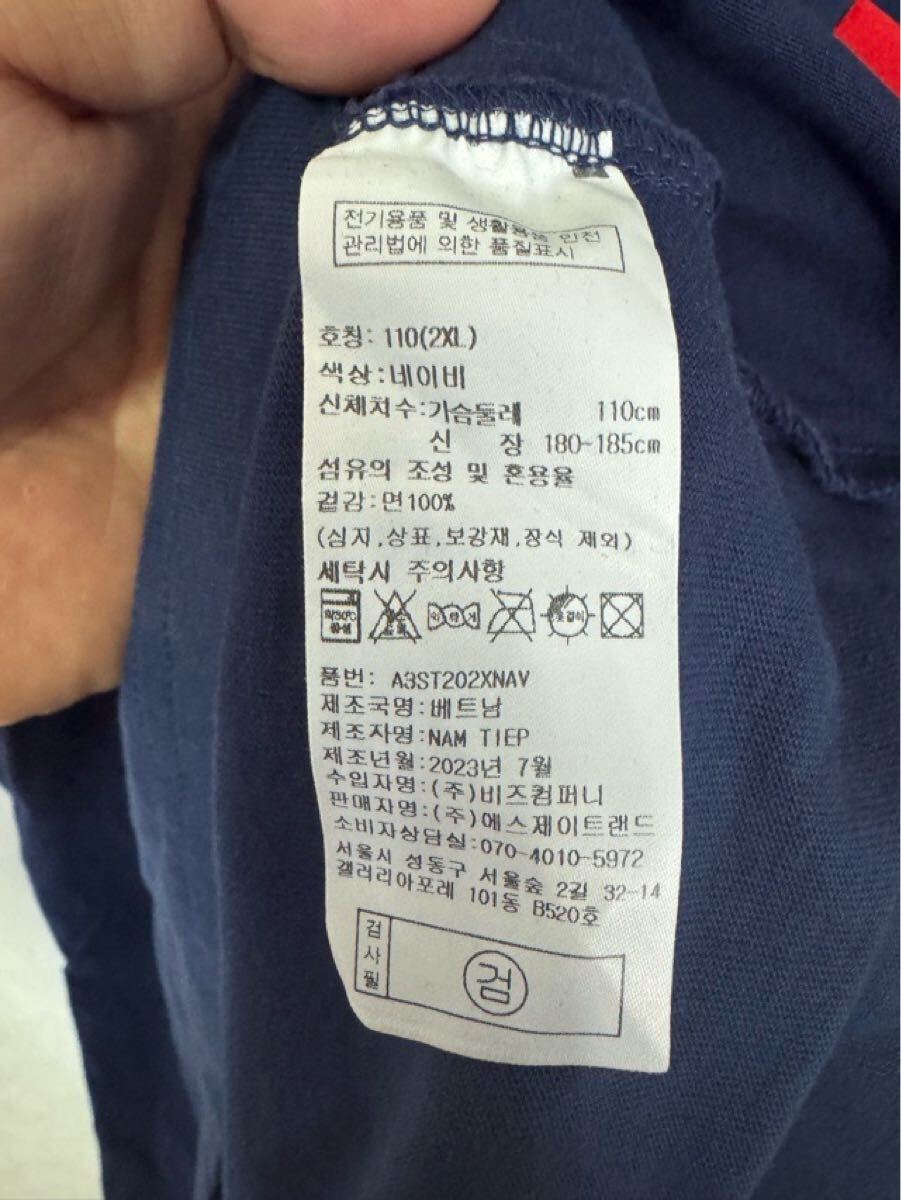 전기용품 및 생활용품 안전
관리법에 의한 품질표시
호칭: 110(2XL)
색상:네이비
신체치수:가슴둘레 110cm
신 장 180~185cm
섬유의 조성 및 혼용율
겉감:면100%
(심지,상표,보강재,장식 제외)
세탁시 주의사항
약하게
품번: A3ST202XNAV
제조국명:베트남
제조자명:NAM TIEP
제조년월:2023년 7월
수입자명:(주)비즈컴퍼니
판매자명:(주)에스제이트랜드
소비자상담실:070-4010-5972
서울시 성동구 서울숲 2길 32-14
갤러리아포레 101동 B520호
검사필
검